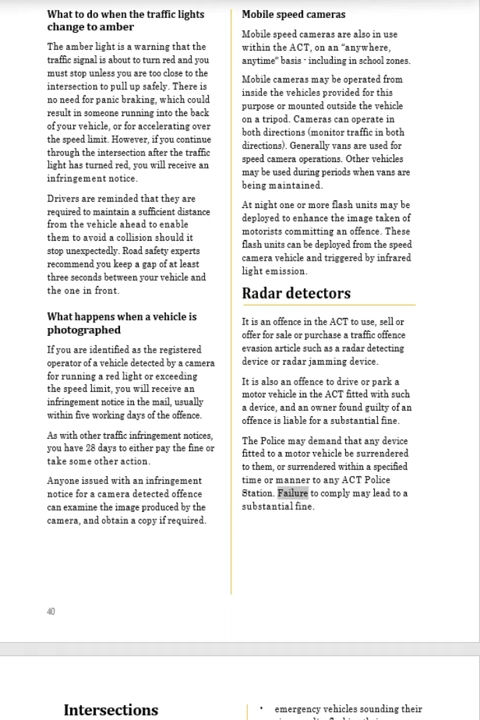 What to do when the traffic lights
change to amber
The amber light is a warning that the
traffic signal is about to turn red and you
must stop unless you are too close to the
intersection to pull up safely. There is
no need for panic braking, which could
result in someone running into the back
of your vehicle, or for accelerating over
the speed limit. However, if you continue
through the intersection after the traffic
light has turned red, you will receive an
infringement notice.
Drivers are reminded that they are
required to maintain a sufficient distance
from the vehicle ahead to enable
them to avoid a collision should it
stop unexpectedly. Road safety experts
recommend you keep a gap of at least
three seconds between your vehicle and
the one in front.
What happens when a vehicle is
photographed
If you are identified as the registered
operator of a vehicle detected by a camera
for running a red light or exceeding
the speed limit, you will receive an
infringement notice in the mail, usually
within five working days of the offence.
As with other traffic infringement notices,
you have 28 days to either pay the fine or
take some other action.
Anyone issued with an infringement
notice for a camera detected offence
can examine the image produced by the
camera, and obtain a copy if required.
Mobile speed cameras
Mobile speed cameras are also in use
within the ACT, on an “anywhere,
anytime” basis - including in school zones.
Mobile cameras may be operated from
inside the vehicles provided for this
purpose or mounted outside the vehicle
on a tripod. Cameras can operate in
both directions (monitor traffic in both
directions). Generally vans are used for
speed camera operations. Other vehicles
may be used during periods when vans are
being maintained.
At night one or more flash units may be
deployed to enhance the image taken of
motorists committing an offence. These
flash units can be deployed from the speed
camera vehicle and triggered by infrared
light emission.
Radar detectors
It is an offence in the ACT to use, sell or
offer for sale or purchase a traffic offence
evasion article such as a radar detecting
device or radar jamming device.
It is also an offence to drive or park a
motor vehicle in the ACT fitted with such
a device, and an owner found guilty of an
offence is liable for a substantial fine.
The Police may demand that any device
fitted to a motor vehicle be surrendered
to them, or surrendered within a specified
time or manner to any ACT Police
Station. Failure to comply may lead to a
substantial fine.
40
Intersections
• emergency vehicles sounding their